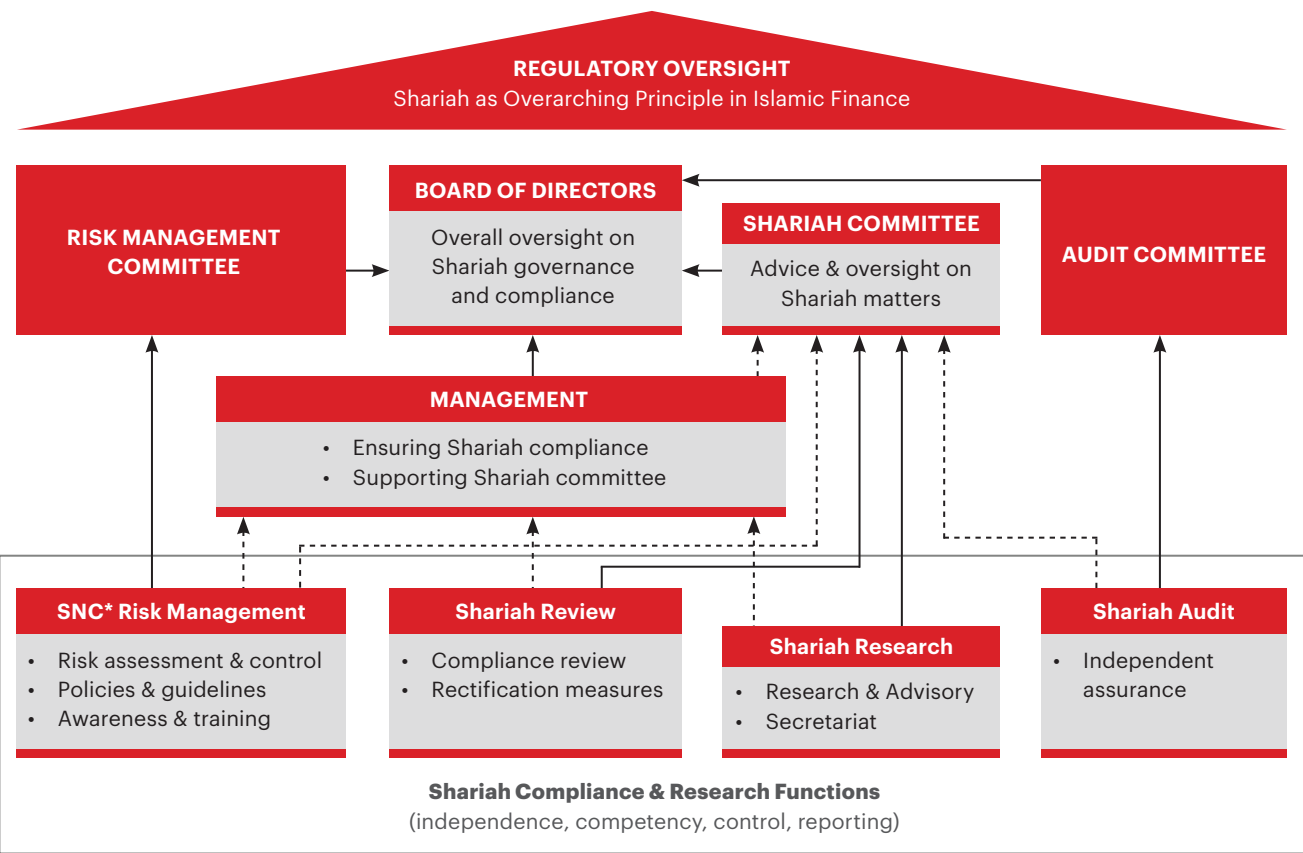 REGULATORY OVERSIGHT
Shariah as Overarching Principle in Islamic Finance
RISK MANAGEMENT
COMMITTEE
BOARD OF DIRECTORS
Overall oversight on
Shariah governance
and compliance
SHARIAH COMMITTEE
Advice & oversight on
Shariah matters
AUDIT COMMITTEE
MANAGEMENT
• Ensuring Shariah compliance
• Supporting Shariah committee
SNC* Risk Management
• Risk assessment & control
• Policies & guidelines
• Awareness & training
Shariah Review
• Compliance review
• Rectification measures
Shariah Research
• Research & Advisory
• Secretariat
Shariah Audit
• Independent
assurance
Shariah Compliance & Research Functions
(independence, competency, control, reporting)